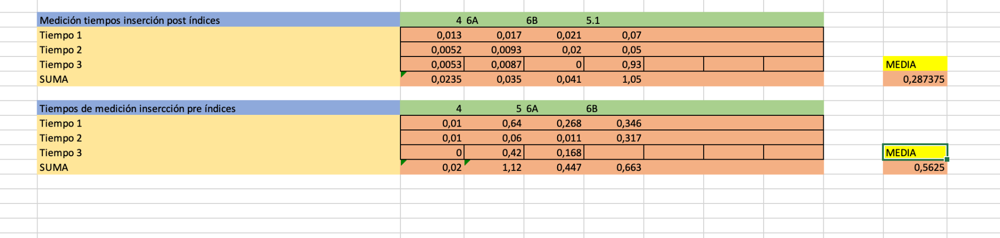 Medición tiempos inserción post índices 4 6A 6B 5.1
Tiempo 1 0,013 0,017 0,021 0,07
Tiempo 2 0,0052 0,0093 0,02 0,05
Tiempo 3 0,0053 0,0087 0 0,93 MEDIA
SUMA 0,0235 0,035 0,041 1,05 0,287375
Tiempos de medición insercción pre índices 4 5 6A 6B
Tiempo 1 0,01 0,64 0,268 0,346
Tiempo 2 0,01 0,06 0,011 0,317
Tiempo 3 0 0,42 0,168 MEDIA
SUMA 0,02 1,12 0,447 0,663 0,5625